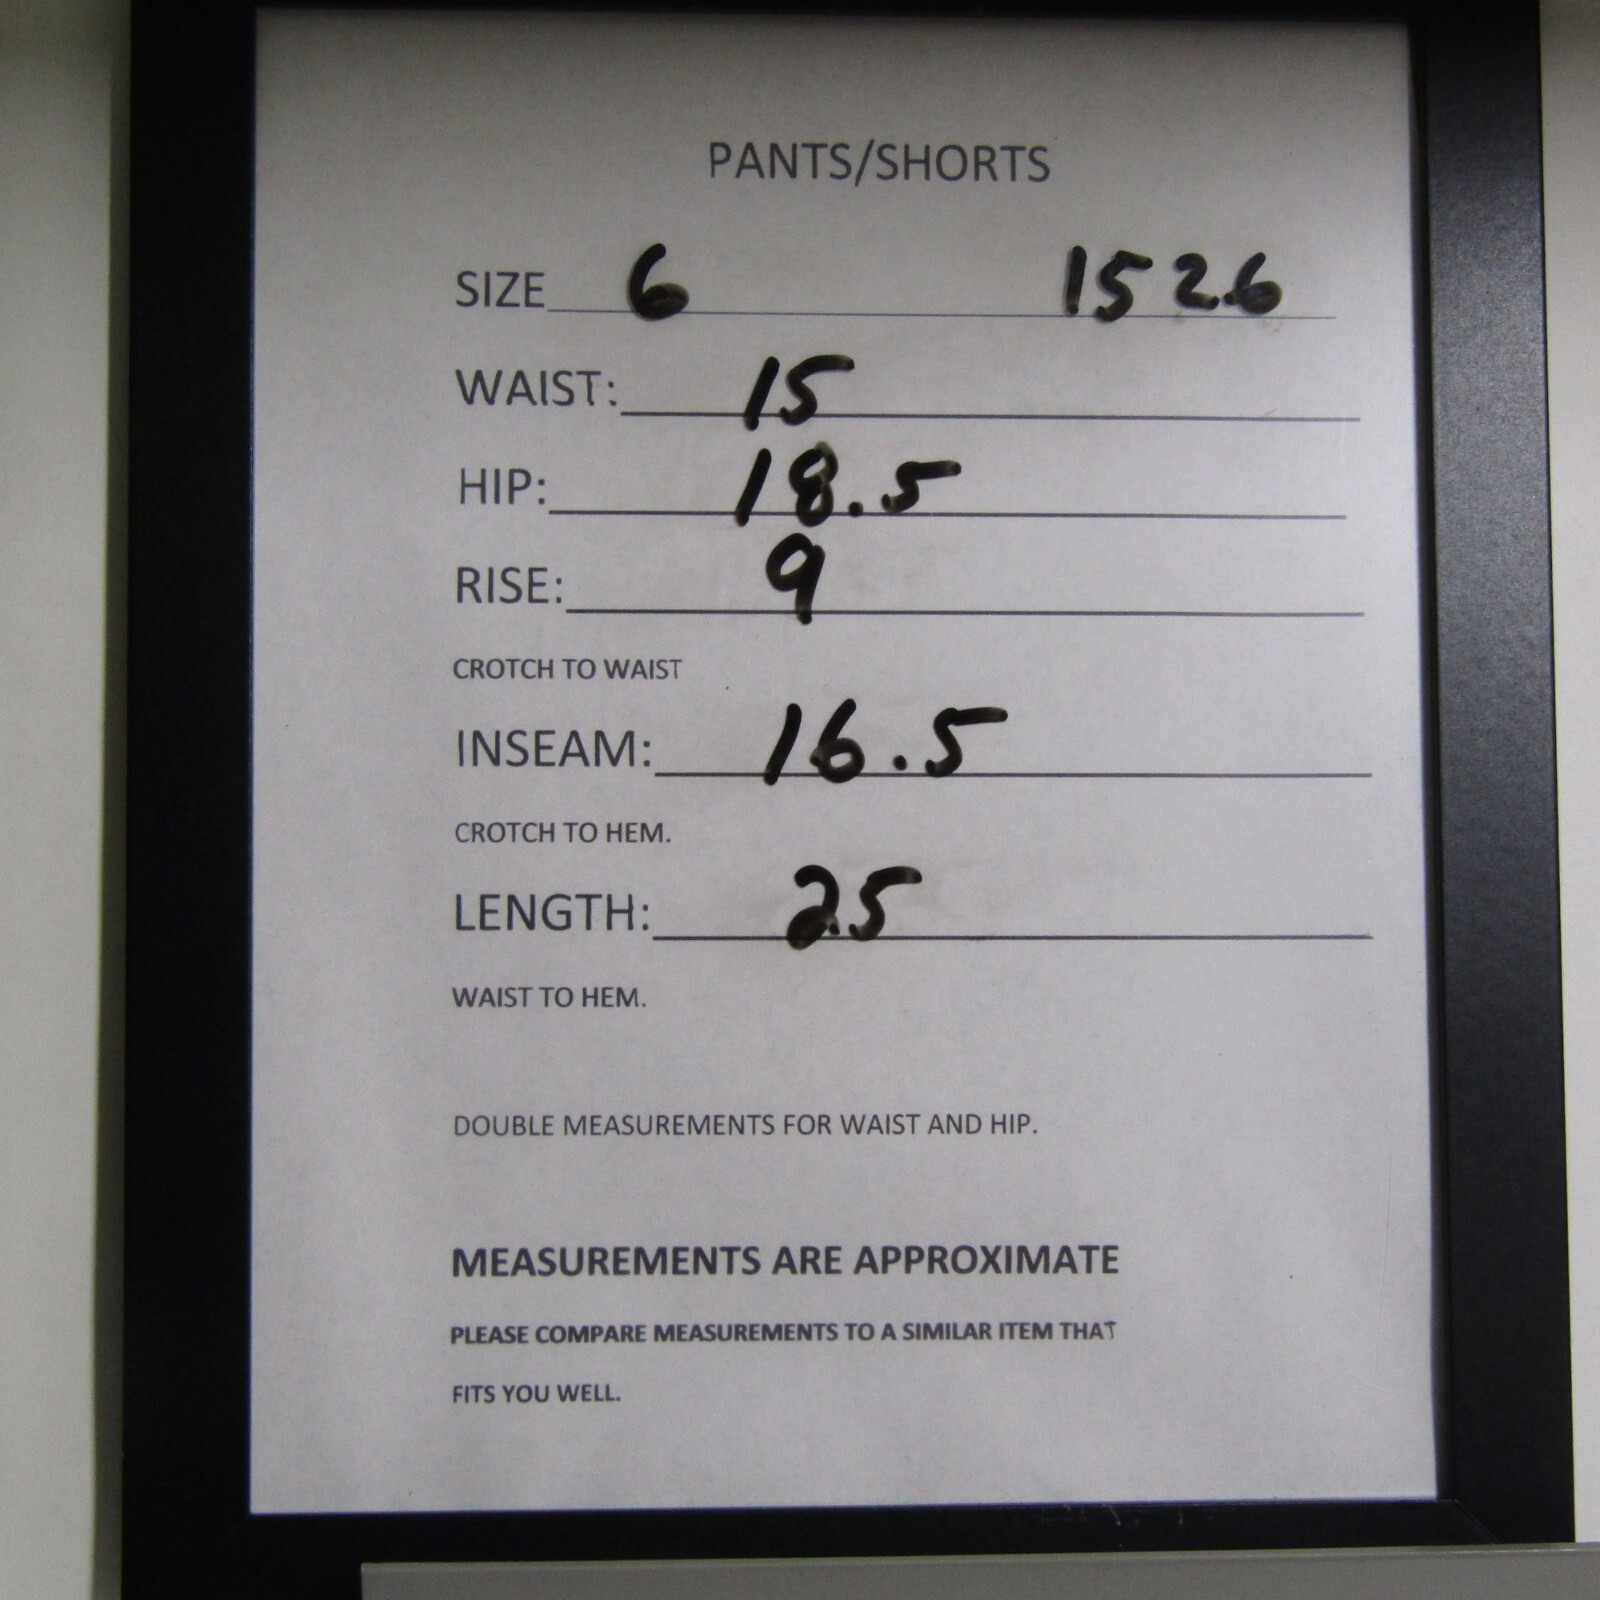 PANTS/SHORTS
SIZE 6 1526
WAIST: 15
HIP: 18.5
RISE: 9
CROTCH TO WAIST
INSEAM: 16.5
CROTCH TO HEM.
LENGTH: 25
WAIST TO HEM.
DOUBLE MEASUREMENTS FOR WAIST AND HIP.
MEASUREMENTS ARE APPROXIMATE
PLEASE COMPARE MEASUREMENTS TO A SIMILAR ITEM THAT
FITS YOU WELL.